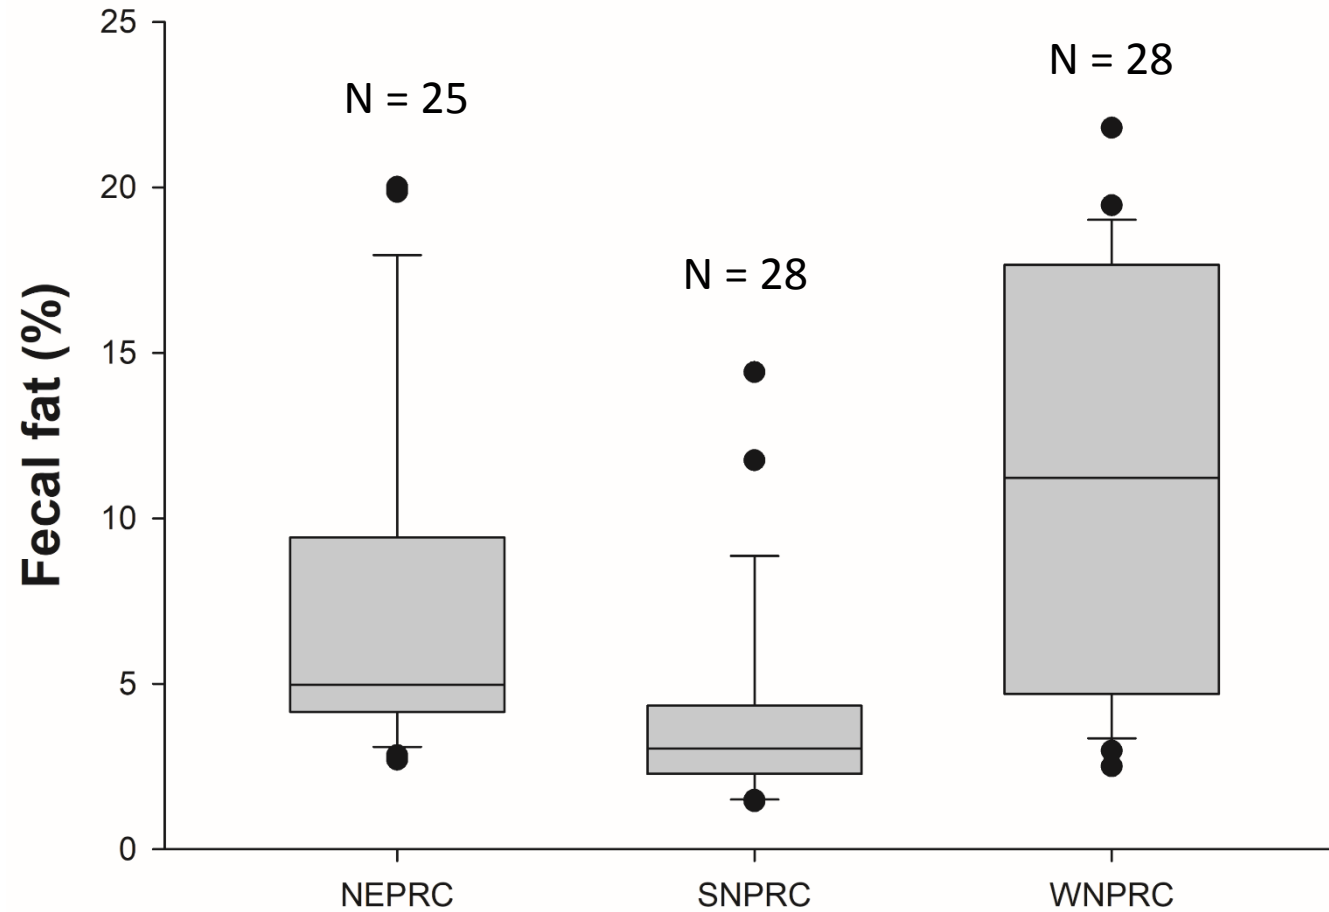 25
N = 28
N = 25
20
N = 28
15
Fecal fat (%)
10
5
0
NEPRC
SNPRC
WNPRC